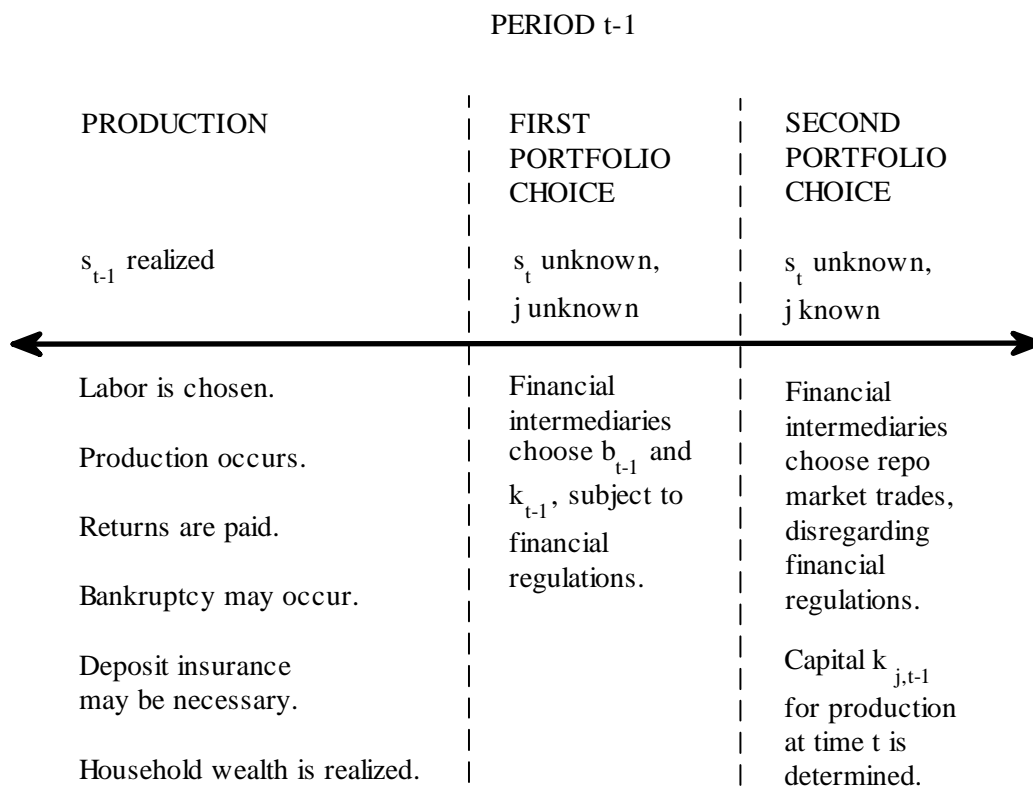 PERIOD t-1
PRODUCTION
s_{t-1} realized
Labor is chosen.
Production occurs.
Returns are paid.
Bankruptcy may occur.
Deposit insurance
may be necessary.
Household wealth is realized.
FIRST
PORTFOLIO
CHOICE
s_t unknown,
j unknown
Financial
intermediaries
choose b_{t-1} and
k_{t-1}, subject to
financial
regulations.
SECOND
PORTFOLIO
CHOICE
s_t unknown,
j known
Financial
intermediaries
choose repo
market trades,
disregarding
financial
regulations.
Capital k_{j,t-1}
for production
at time t is
determined.